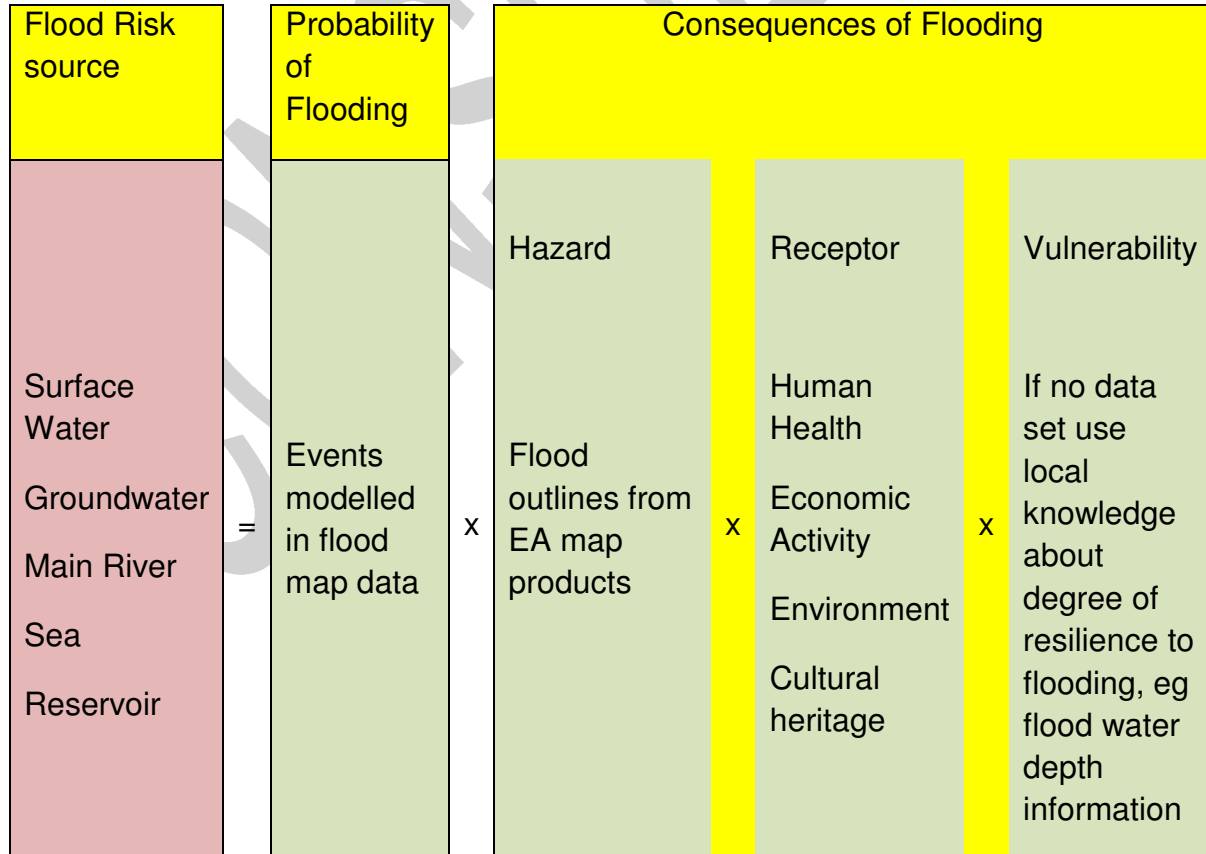 Flood Risk
source
Probability
of
Flooding
Consequences of Flooding
Surface
Water
Groundwater
Main River
Sea
Reservoir
=
Events
modelled
in flood
map data
x
Hazard
Flood
outlines from
EA map
products
x
Receptor
Human
Health
Economic
Activity
Environment
Cultural
heritage
x
Vulnerability
If no data
set use
local
knowledge
about
degree of
resilience to
flooding, eg
flood water
depth
information